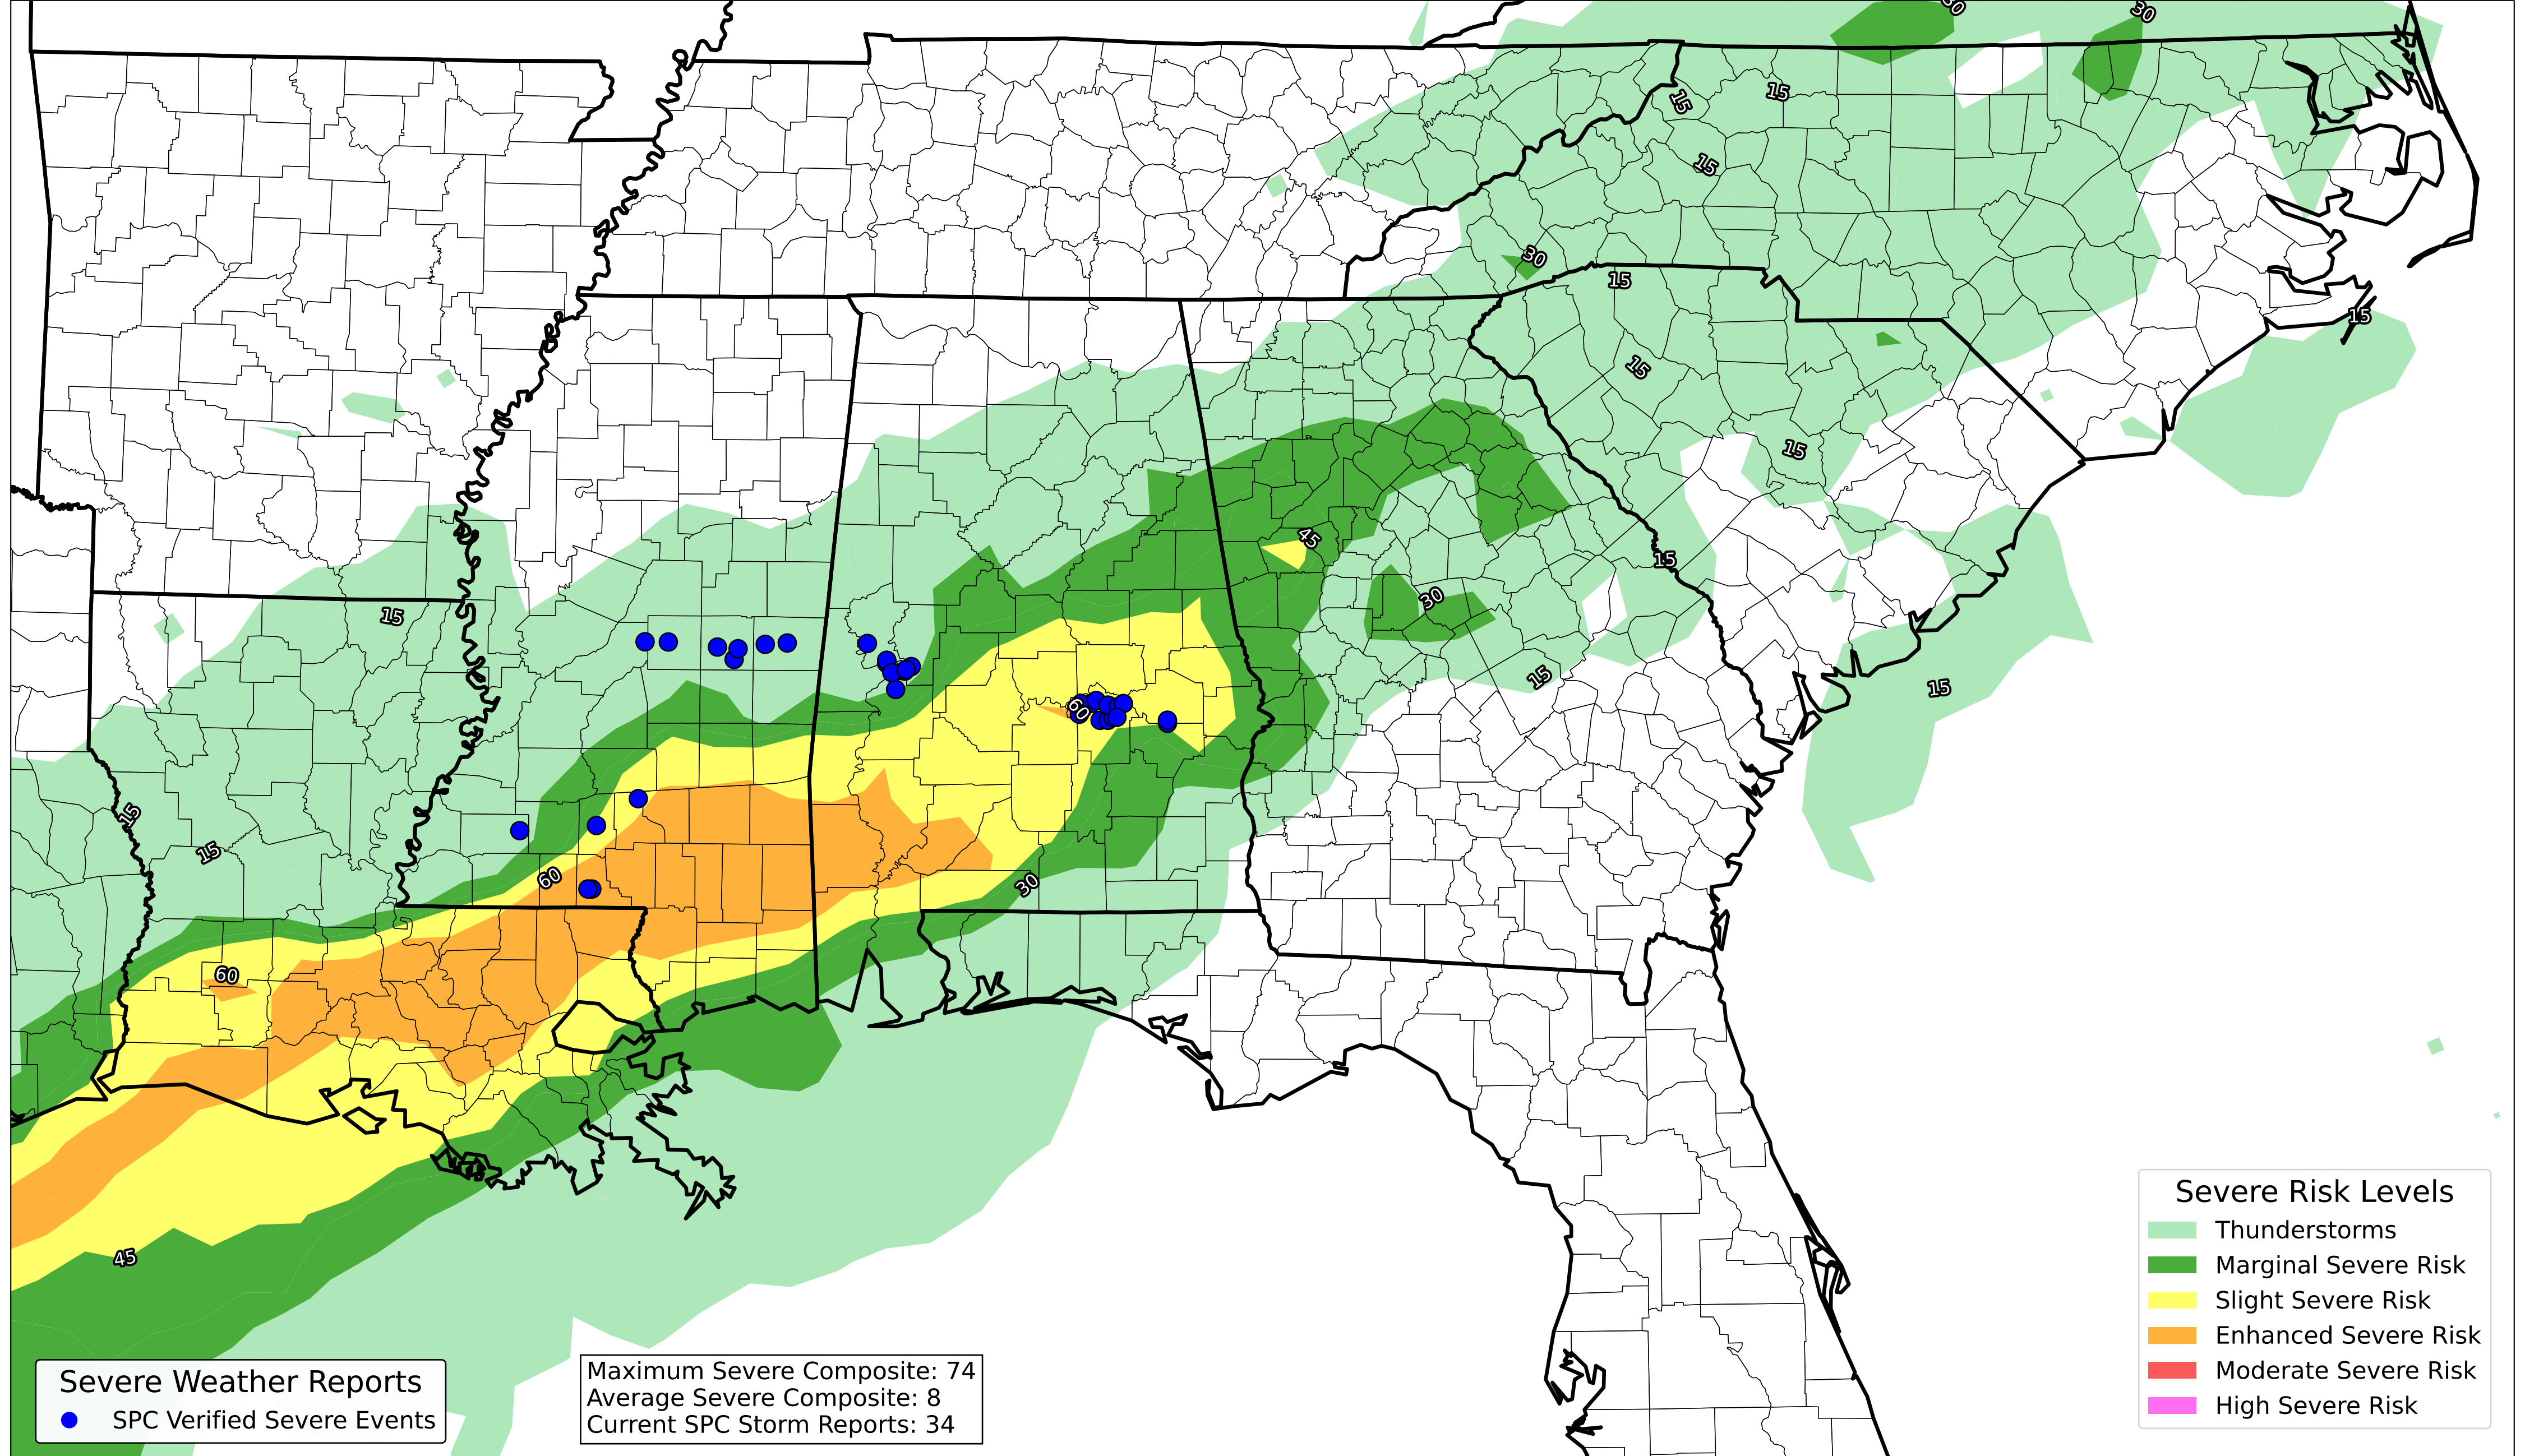 30
30
15
15
15
30
15
15
15
15
45
15
30
15
15
15
60
15
15
60
30
60
45
Severe Risk Levels
Thunderstorms
Marginal Severe Risk
Slight Severe Risk
Enhanced Severe Risk
Moderate Severe Risk
High Severe Risk
Severe Weather Reports
SPC Verified Severe Events
Maximum Severe Composite: 74
Average Severe Composite: 8
Current SPC Storm Reports: 34